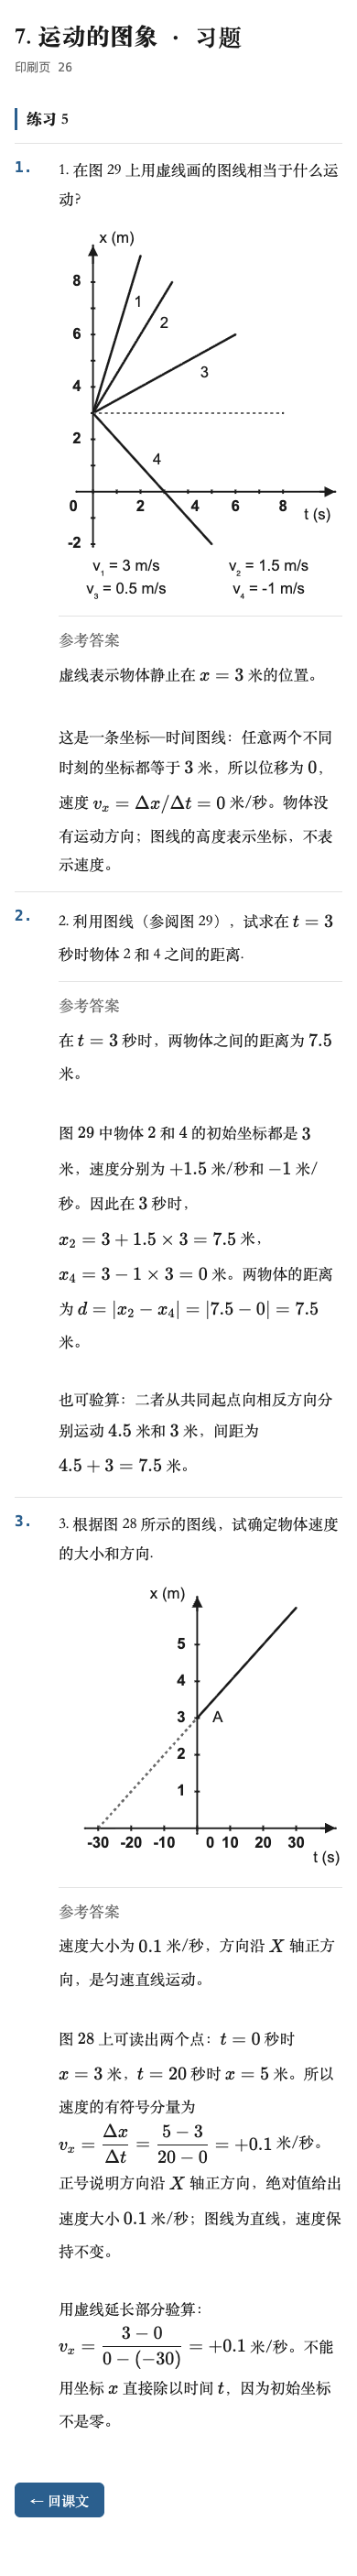 7. 运动的图象 · 习题
印刷页 26
练习 5
1.
1. 在图 29 上用虚线画的图线相当于什么运
动?
x (m)
8
1
2
6
3
4
2
4
0
2
4
6
8
t (s)
-2
v₁ = 3 m/s
v₂ = 1.5 m/s
v₃ = 0.5 m/s
v₄ = -1 m/s
参考答案
虚线表示物体静止在 x = 3 米的位置。
这是一条坐标—时间图线：任意两个不同
时刻的坐标都等于 3 米，所以位移为 0，
速度 vₓ = Δx/Δt = 0 米/秒。物体没
有运动方向；图线的高度表示坐标，不表
示速度。
2.
2. 利用图线（参阅图 29），试求在 t = 3
秒时物体 2 和 4 之间的距离.
参考答案
在 t = 3 秒时，两物体之间的距离为 7.5
米。
图 29 中物体 2 和 4 的初始坐标都是 3
米，速度分别为 +1.5 米/秒和 −1 米/
秒。因此在 3 秒时，
x₂ = 3 + 1.5 × 3 = 7.5 米，
x₄ = 3 − 1 × 3 = 0 米。两物体的距离
为 d = |x₂ − x₄| = |7.5 − 0| = 7.5
米。
也可验算：二者从共同起点向相反方向分
别运动 4.5 米和 3 米，间距为
4.5 + 3 = 7.5 米。
3.
3. 根据图 28 所示的图线，试确定物体速度
的大小和方向.
x (m)
5
4
3
A
2
1
-30 -20 -10 0 10 20 30
t (s)
参考答案
速度大小为 0.1 米/秒，方向沿 X 轴正方
向，是匀速直线运动。
图 28 上可读出两个点：t = 0 秒时
x = 3 米，t = 20 秒时 x = 5 米。所以
速度的有符号分量为
vₓ = Δx/Δt = (5 − 3)/(20 − 0) = +0.1 米/秒。
正号说明方向沿 X 轴正方向，绝对值给出
速度大小 0.1 米/秒；图线为直线，速度保
持不变。
用虚线延长部分验算：
vₓ = (3 − 0)/(0 − (−30)) = +0.1 米/秒。不能
用坐标 x 直接除以时间 t，因为初始坐标
不是零。
← 回课文